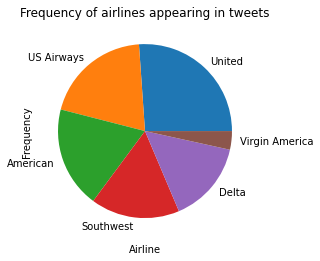 Frequency of airlines appearing in tweets
United
US Airways
Frequency
American
Virgin America
Delta
Southwest
Airline